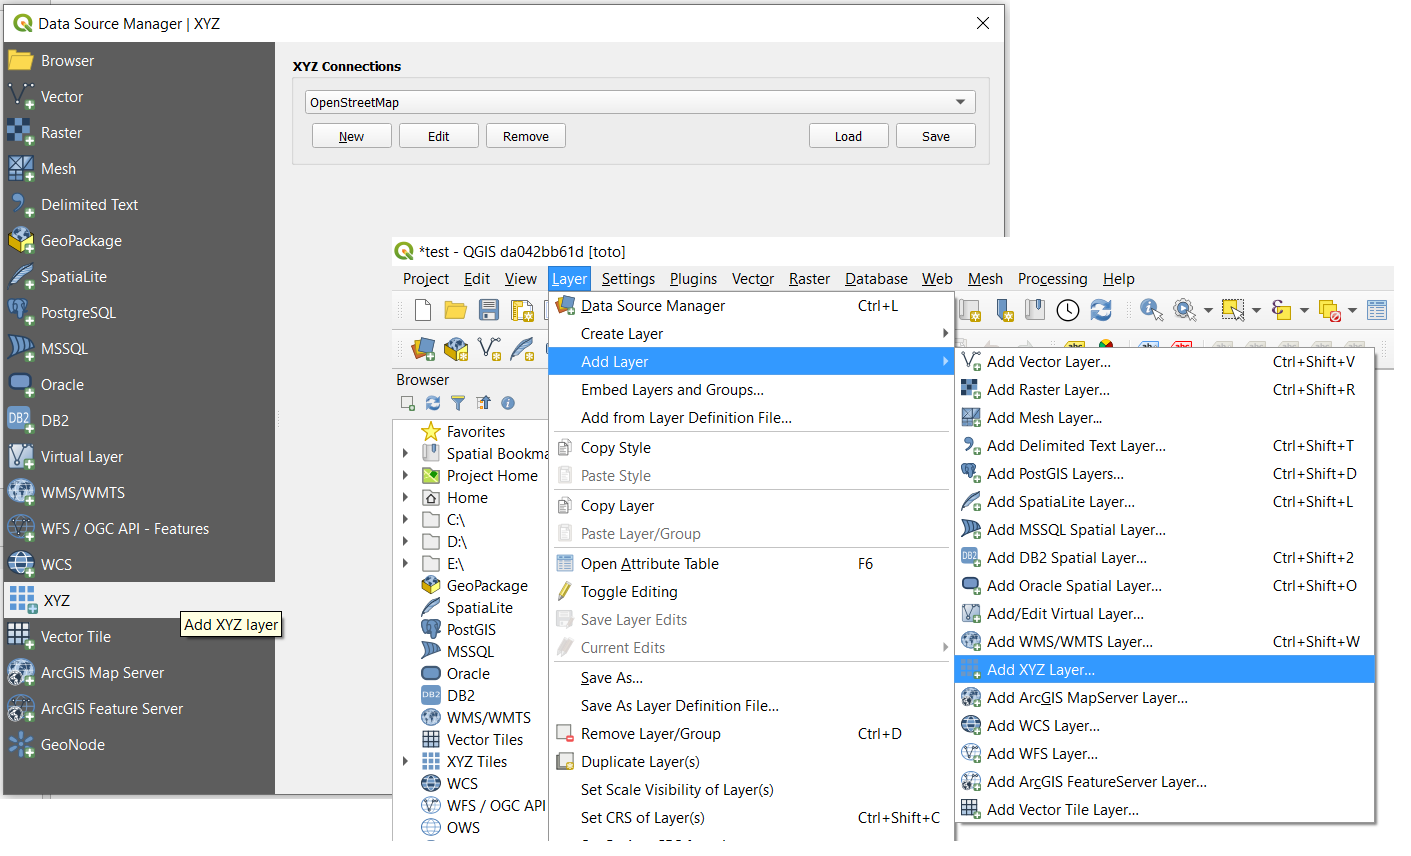 Data Source Manager | XYZ
Browser
Vector
Raster
Mesh
Delimited Text
GeoPackage
SpatiaLite
PostgreSQL
MSSQL
Oracle
DB2
DB2
Virtual Layer
WMS/WMTS
WFS / OGC API - Features
WCS
XYZ
Add XYZ layer
Vector Tile
ArcGIS Map Server
ArcGIS Feature Server
GeoNode
XYZ Connections
OpenStreetMap
New Edit Remove Load Save
*test - QGIS da042bb61d [toto]
Project Edit View Layer Settings Plugins Vector Raster Database Web Mesh Processing Help
Browser
Favorites
Spatial Bookma
Project Home
Home
C:\
D:\
E:\
GeoPackage
SpatiaLite
PostGIS
MSSQL
Oracle
DB2 DB2
WMS/WMTS
Vector Tiles
XYZ Tiles
WCS
WFS / OGC API
OWS
Data Source Manager Ctrl+L
Create Layer
Add Layer
Embed Layers and Groups...
Add from Layer Definition File...
Copy Style
Paste Style
Copy Layer
Paste Layer/Group
Open Attribute Table F6
Toggle Editing
Save Layer Edits
Current Edits
Save As...
Save As Layer Definition File...
Remove Layer/Group Ctrl+D
Duplicate Layer(s)
Set Scale Visibility of Layer(s)
Set CRS of Layer(s) Ctrl+Shift+C
Add Vector Layer... Ctrl+Shift+V
Add Raster Layer... Ctrl+Shift+R
Add Mesh Layer...
Add Delimited Text Layer... Ctrl+Shift+T
Add PostGIS Layers... Ctrl+Shift+D
Add SpatiaLite Layer... Ctrl+Shift+L
Add MSSQL Spatial Layer...
DB2 Add DB2 Spatial Layer... Ctrl+Shift+2
Add Oracle Spatial Layer... Ctrl+Shift+O
Add/Edit Virtual Layer...
Add WMS/WMTS Layer... Ctrl+Shift+W
Add XYZ Layer...
Add ArcGIS MapServer Layer...
Add WCS Layer...
Add WFS Layer...
Add ArcGIS FeatureServer Layer...
Add Vector Tile Layer...